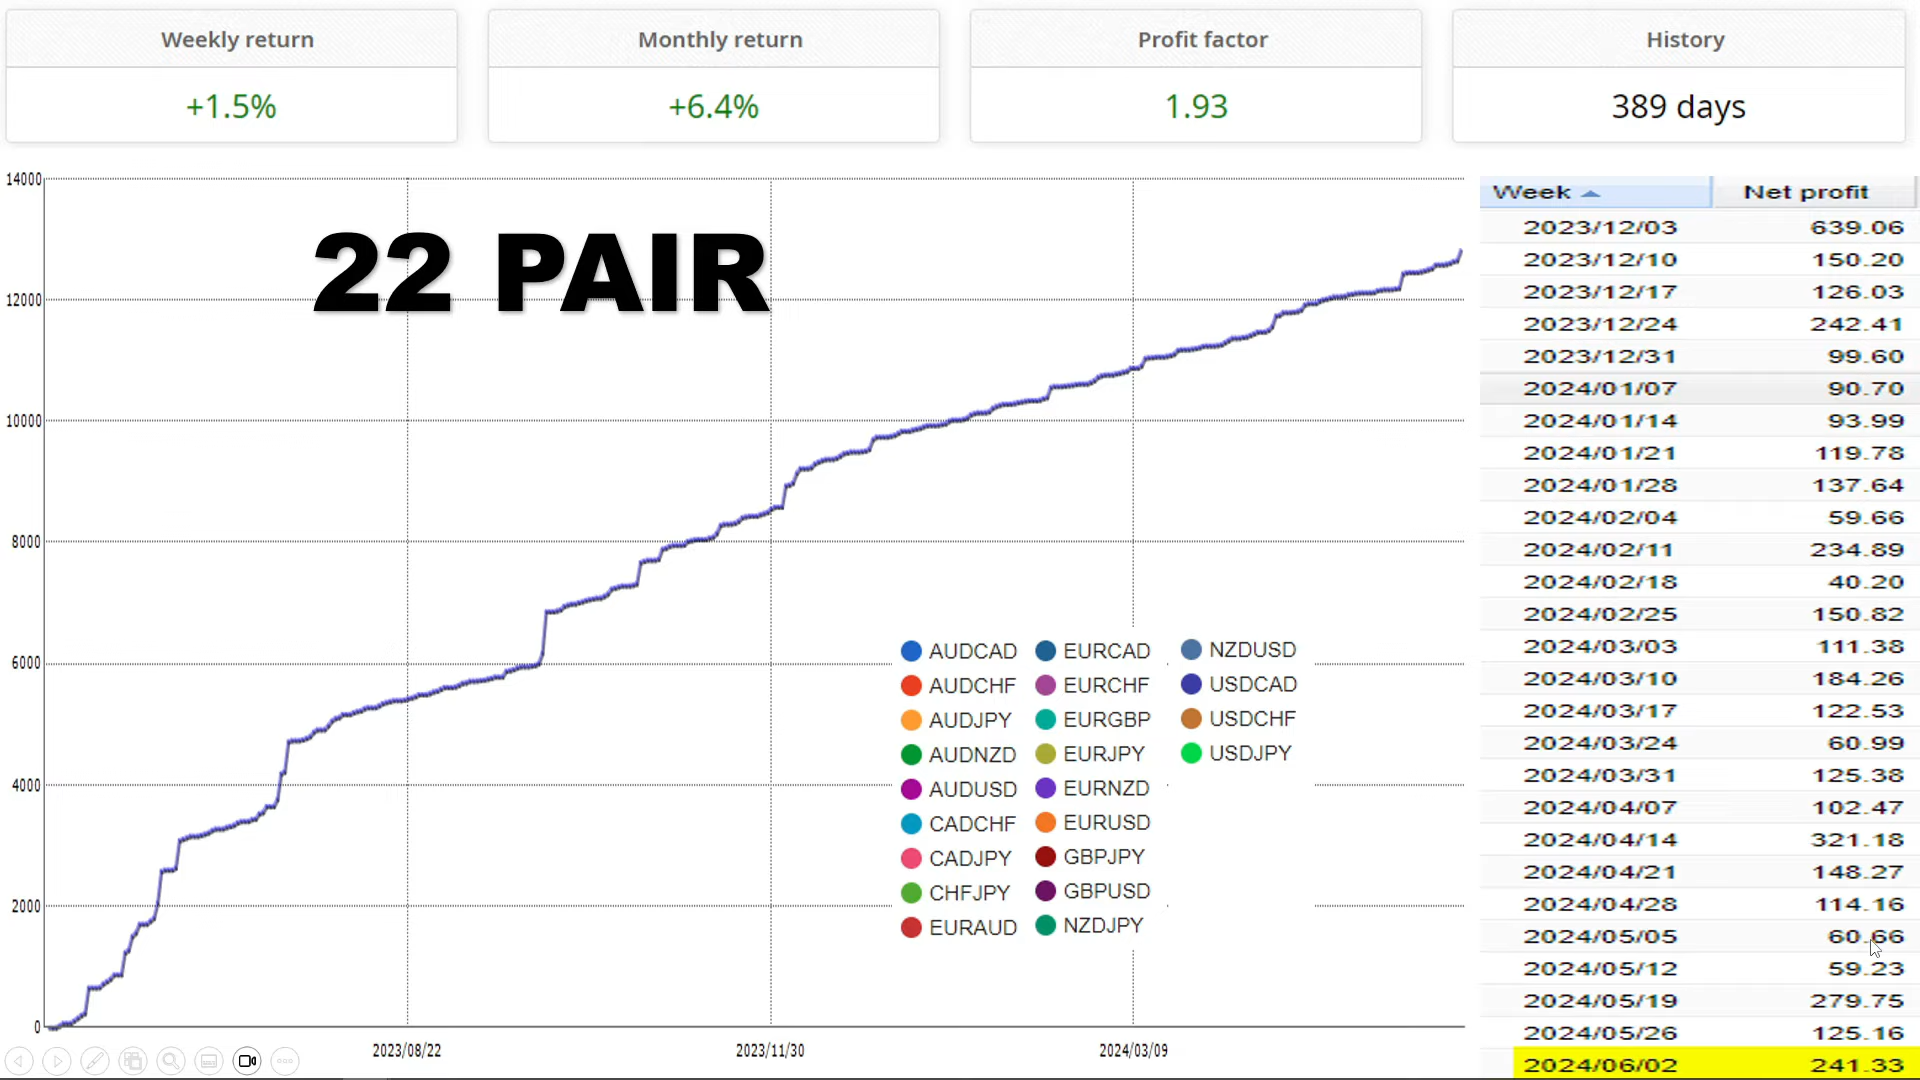 Weekly return
+1.5%
Monthly return
+6.4%
Profit factor
1.93
History
389 days
22 PAIR
14000
12000
10000
8000
6000
4000
2000
0
2023/08/22
2023/11/30
2024/03/09
AUDCAD
AUDCHF
AUDJPY
AUDNZD
AUDUSD
CADCHF
CADJPY
CHFJPY
EURAUD
EURCAD
EURCHF
EURGBP
EURJPY
EURNZD
EURUSD
GBPJPY
GBPUSD
NZDJPY
NZDUSD
USDCAD
USDCHF
USDJPY
Week Net profit
2023/12/03 639.06
2023/12/10 150.20
2023/12/17 126.03
2023/12/24 242.41
2023/12/31 99.60
2024/01/07 90.70
2024/01/14 93.99
2024/01/21 119.78
2024/01/28 137.64
2024/02/04 59.66
2024/02/11 234.89
2024/02/18 40.20
2024/02/25 150.82
2024/03/03 111.38
2024/03/10 184.26
2024/03/17 122.53
2024/03/24 60.99
2024/03/31 125.38
2024/04/07 102.47
2024/04/14 321.18
2024/04/21 148.27
2024/04/28 114.16
2024/05/05 60.66
2024/05/12 59.23
2024/05/19 279.75
2024/05/26 125.16
2024/06/02 241.33